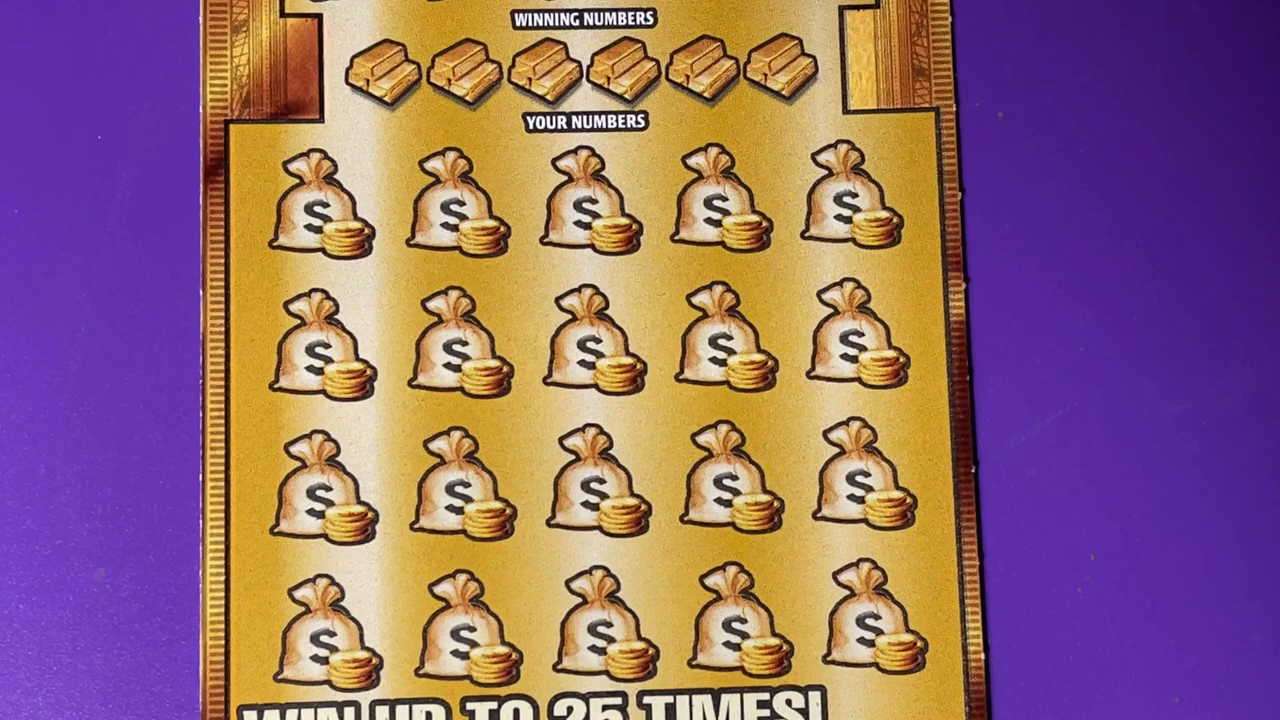 WINNING NUMBERS
YOUR NUMBERS
$ $ $ $ $
$ $ $ $ $
$ $ $ $ $
$ $ $ $ $
WIN UP TO 25 TIMES!